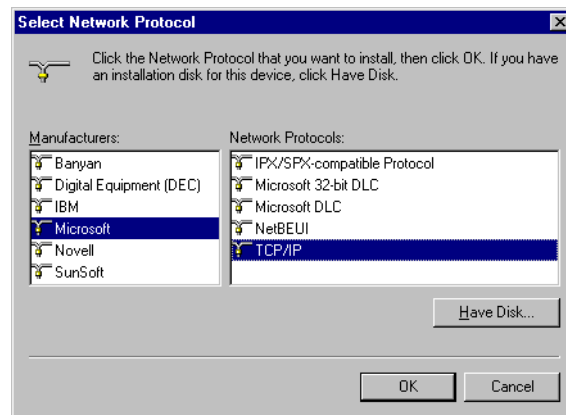 Select Network Protocol
Click the Network Protocol that you want to install, then click OK. If you have
an installation disk for this device, click Have Disk.
Manufacturers:
Banyan
Digital Equipment (DEC)
IBM
Microsoft
Novell
SunSoft
Network Protocols:
IPX/SPX-compatible Protocol
Microsoft 32-bit DLC
Microsoft DLC
NetBEUI
TCP/IP
Have Disk...
OK
Cancel